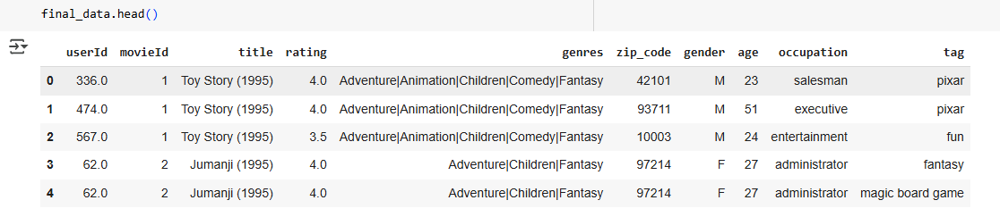 final_data.head()
userId movieId title rating genres zip_code gender age occupation tag
0 336.0 1 Toy Story (1995) 4.0 Adventure|Animation|Children|Comedy|Fantasy 42101 M 23 salesman pixar
1 474.0 1 Toy Story (1995) 4.0 Adventure|Animation|Children|Comedy|Fantasy 93711 M 51 executive pixar
2 567.0 1 Toy Story (1995) 3.5 Adventure|Animation|Children|Comedy|Fantasy 10003 M 24 entertainment fun
3 62.0 2 Jumanji (1995) 4.0 Adventure|Children|Fantasy 97214 F 27 administrator fantasy
4 62.0 2 Jumanji (1995) 4.0 Adventure|Children|Fantasy 97214 F 27 administrator magic board game